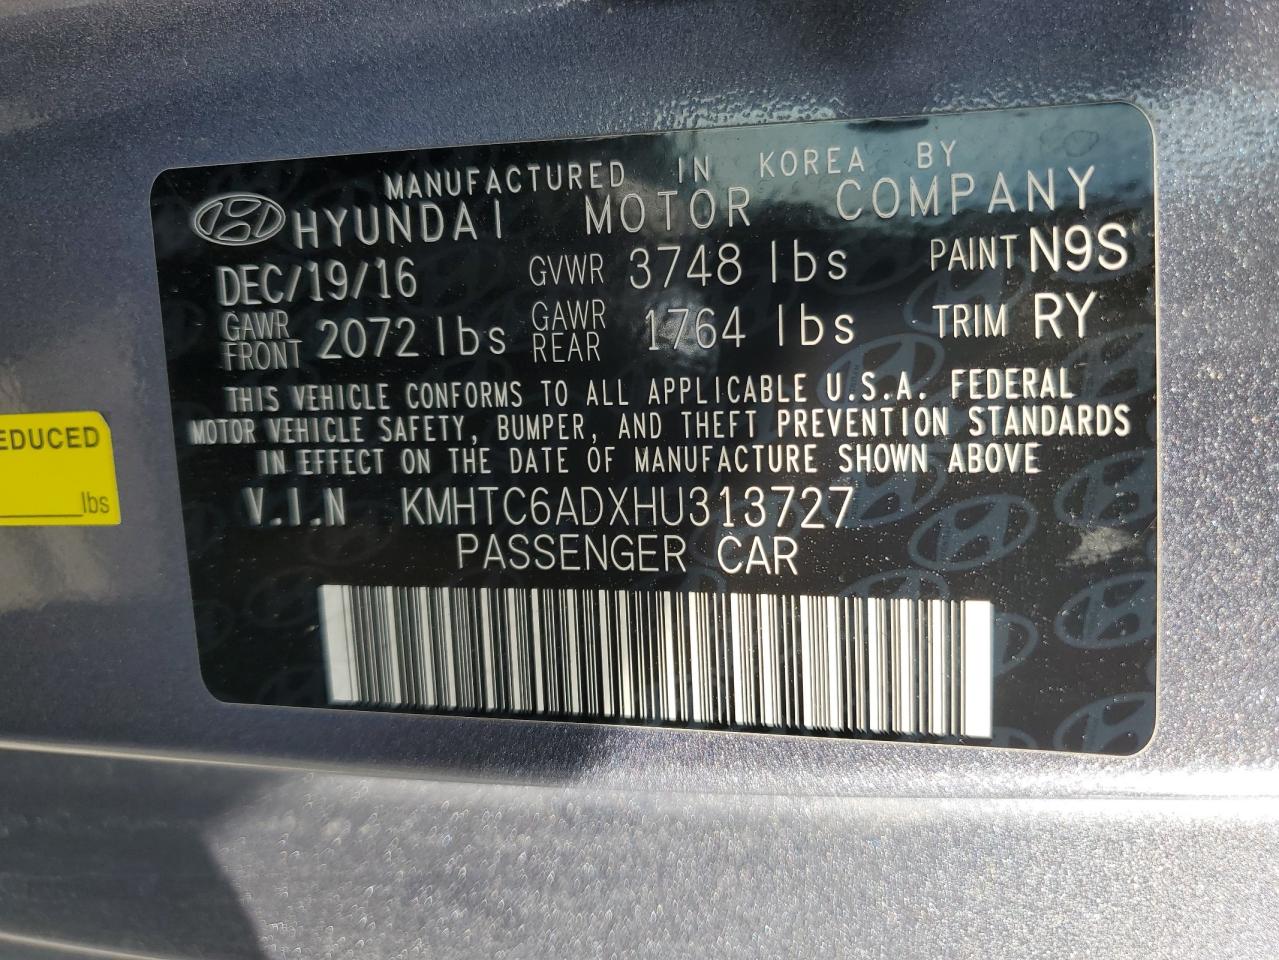 MANUFACTURED IN KOREA BY
HYUNDAI MOTOR COMPANY
DEC/19/16 GVWR 3748 lbs PAINT N9S
GAWR FRONT 2072 lbs GAWR REAR 1764 lbs TRIM RY
THIS VEHICLE CONFORMS TO ALL APPLICABLE U.S.A. FEDERAL
MOTOR VEHICLE SAFETY, BUMPER, AND THEFT PREVENTION STANDARDS
IN EFFECT ON THE DATE OF MANUFACTURE SHOWN ABOVE
V.I.N KMHTC6ADXHU313727
PASSENGER CAR
EDUCED
lbs